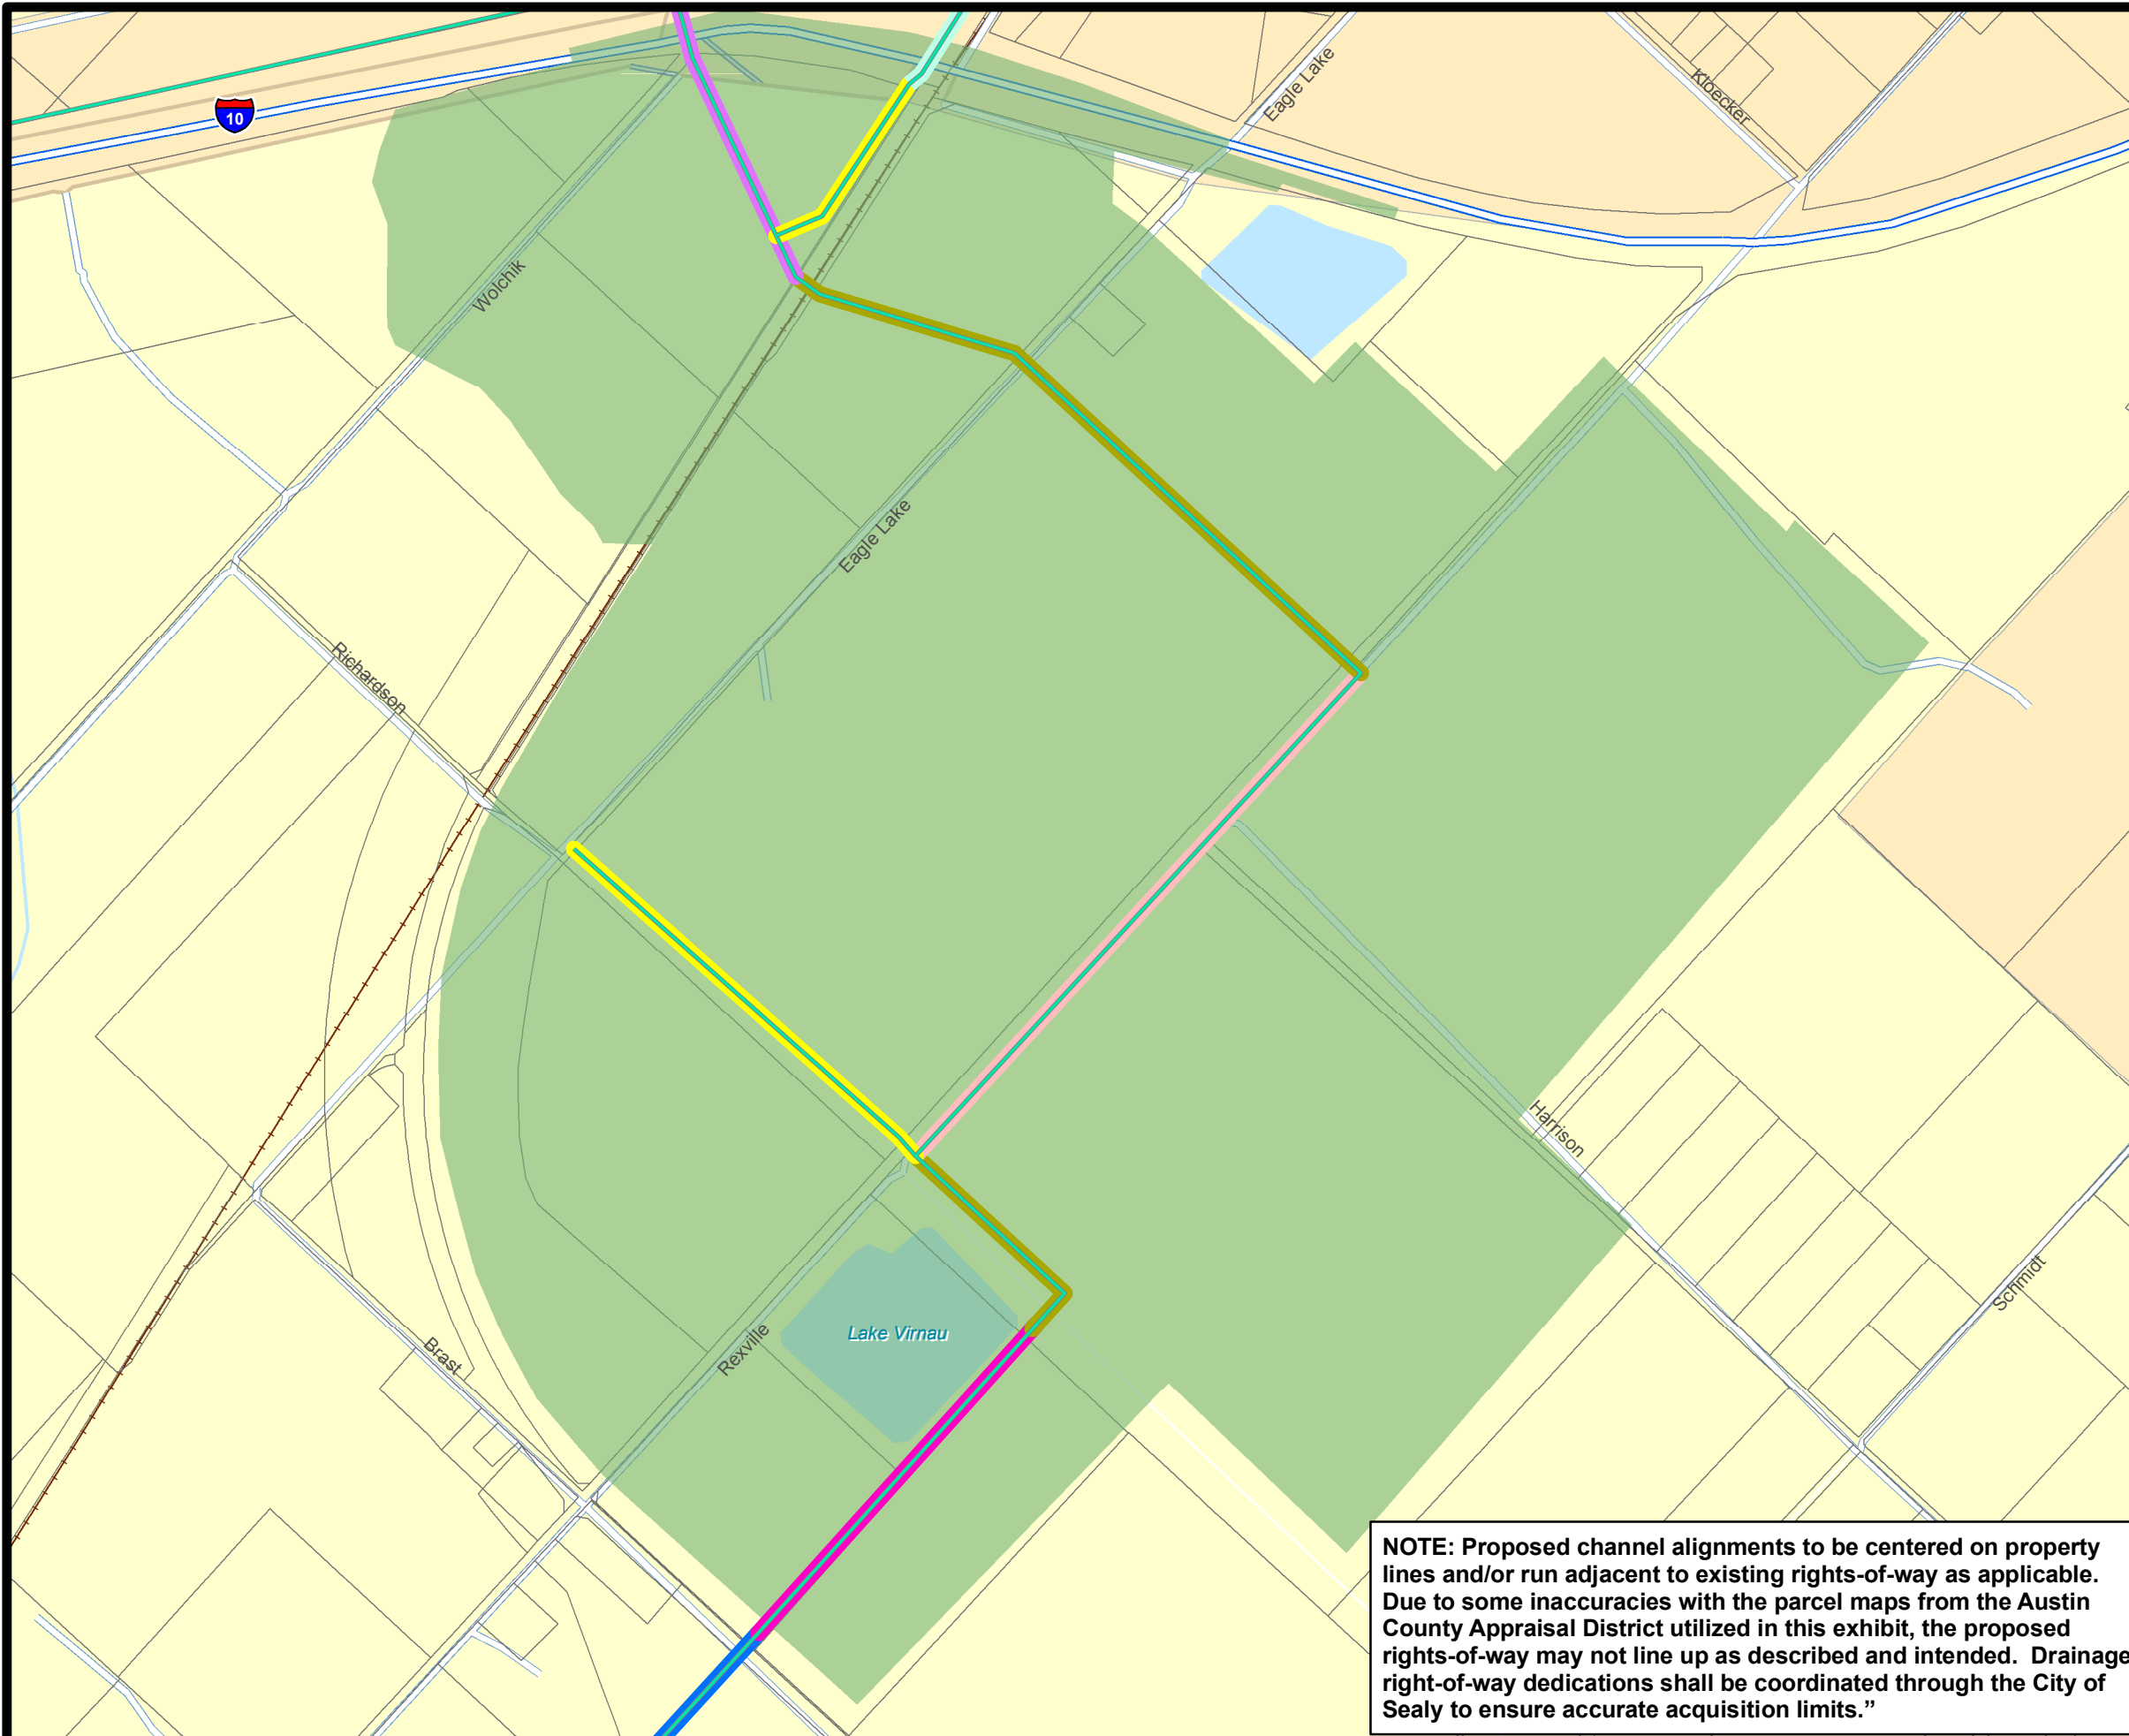 Eagle Lake
Kloecker
10
Wolchik
Eagle Lake
Richardson
Harrison
Schmidt
Lake Virnau
Rexville
Brast
NOTE: Proposed channel alignments to be centered on property
lines and/or run adjacent to existing rights-of-way as applicable.
Due to some inaccuracies with the parcel maps from the Austin
County Appraisal District utilized in this exhibit, the proposed
rights-of-way may not line up as described and intended.  Drainage
right-of-way dedications shall be coordinated through the City of
Sealy to ensure accurate acquisition limits.”